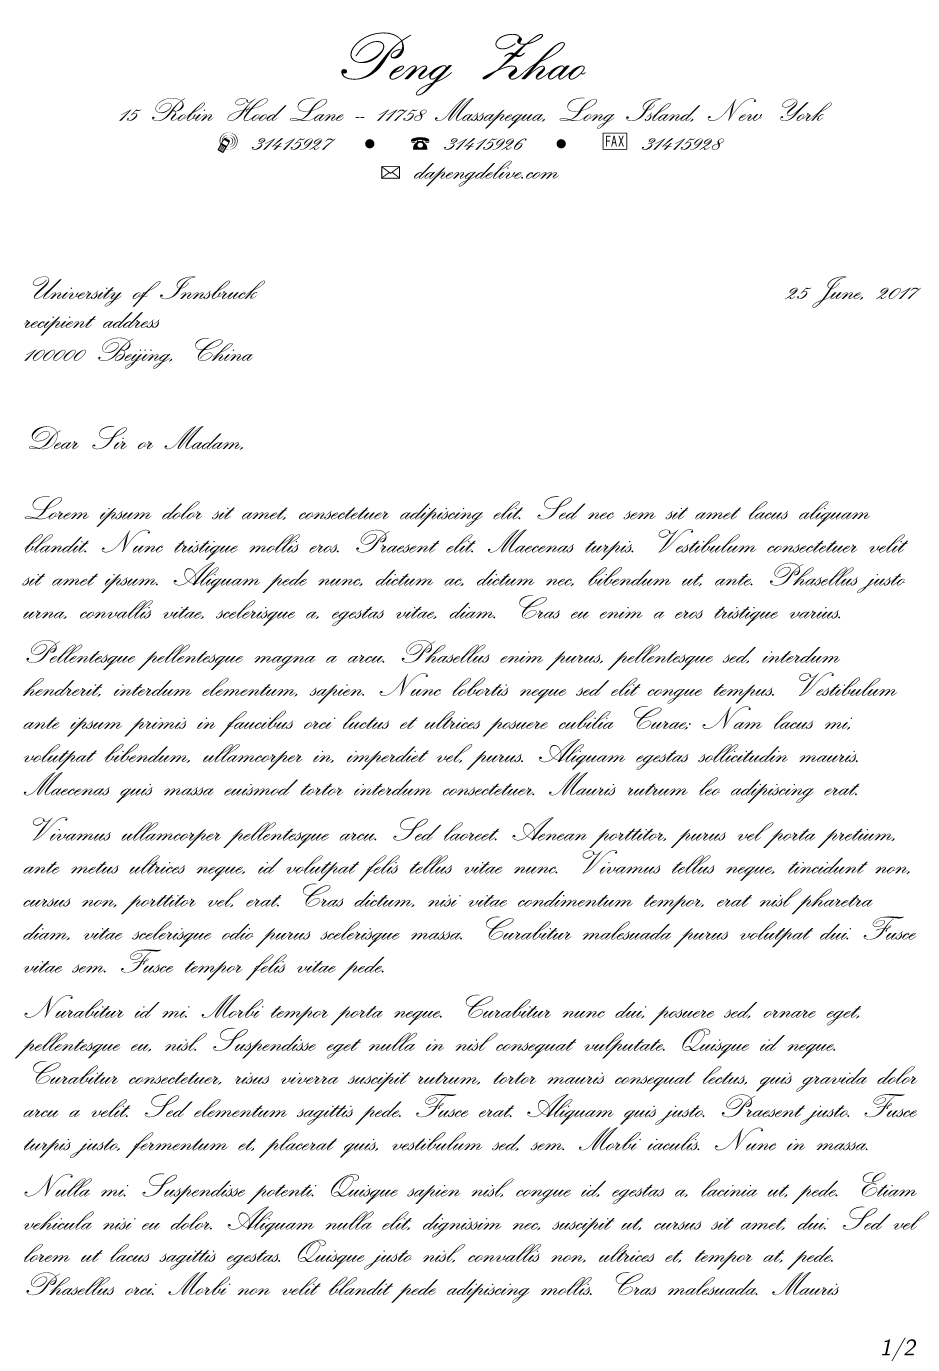 Peng Zhao
15 Robin Hood Lane – 11758 Massapequa, Long Island, New York
31415927 ● 31415926 ● FAX 31415928
dapengdelive.com
University of Innsbruck
25 June, 2017
recipient address
100000 Beijing, China
Dear Sir or Madam,
Lorem ipsum dolor sit amet, consectetuer adipiscing elit. Sed nec sem sit amet lacus aliquam
blandit. Nunc tristique mollis eros. Praesent elit. Maecenas turpis. Vestibulum consectetuer velit
sit amet ipsum. Aliquam pede nunc, dictum ac, dictum nec, bibendum ut, ante. Phasellus justo
urna, convallis vitae, scelerisque a, egestas vitae, diam. Cras eu enim a eros tristique varius.
Pellentesque pellentesque magna a arcu. Phasellus enim purus, pellentesque sed, interdum
hendrerit, interdum elementum, sapien. Nunc lobortis neque sed elit congue tempus. Vestibulum
ante ipsum primis in faucibus orci luctus et ultrices posuere cubilia Curae; Nam lacus mi,
volutpat bibendum, ullamcorper in, imperdiet vel, purus. Aliquam egestas sollicitudin mauris.
Maecenas quis massa euismod tortor interdum consectetuer. Mauris rutrum leo adipiscing erat.
Vivamus ullamcorper pellentesque arcu. Sed laoreet. Aenean porttitor, purus vel porta pretium,
ante metus ultrices neque, id volutpat felis tellus vitae nunc. Vivamus tellus neque, tincidunt non,
cursus non, porttitor vel, erat. Cras dictum, nisi vitae condimentum tempor, erat nisl pharetra
diam, vitae scelerisque odio purus scelerisque massa. Curabitur malesuada purus volutpat dui. Fusce
vitae sem. Fusce tempor felis vitae pede.
Nurabitur id mi. Morbi tempor porta neque. Curabitur nunc dui, posuere sed, ornare eget,
pellentesque eu, nisl. Suspendisse eget nulla in nisl consequat vulputate. Quisque id neque.
Curabitur consectetuer, risus viverra suscipit rutrum, tortor mauris consequat lectus, quis gravida dolor
arcu a velit. Sed elementum sagittis pede. Fusce erat. Aliquam quis justo. Praesent justo. Fusce
turpis justo, fermentum et, placerat quis, vestibulum sed, sem. Morbi iaculis. Nunc in massa.
Nulla mi. Suspendisse potenti. Quisque sapien nisl, congue id, egestas a, lacinia ut, pede. Etiam
vehicula nisi eu dolor. Aliquam nulla elit, dignissim nec, suscipit ut, cursus sit amet, dui. Sed vel
lorem ut lacus sagittis egestas. Quisque justo nisl, convallis non, ultrices et, tempor at, pede.
Phasellus orci. Morbi non velit blandit pede adipiscing mollis. Cras malesuada. Mauris
1/2